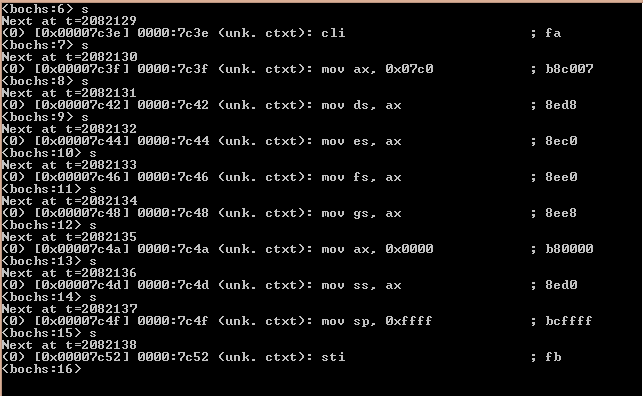 <bochs:6> s
Next at t=2082129
(0) [0x00007c3e] 0000:7c3e (unk. ctxt): cli ; fa
<bochs:7> s
Next at t=2082130
(0) [0x00007c3f] 0000:7c3f (unk. ctxt): mov ax, 0x07c0 ; b8c007
<bochs:8> s
Next at t=2082131
(0) [0x00007c42] 0000:7c42 (unk. ctxt): mov ds, ax ; 8ed8
<bochs:9> s
Next at t=2082132
(0) [0x00007c44] 0000:7c44 (unk. ctxt): mov es, ax ; 8ec0
<bochs:10> s
Next at t=2082133
(0) [0x00007c46] 0000:7c46 (unk. ctxt): mov fs, ax ; 8ee0
<bochs:11> s
Next at t=2082134
(0) [0x00007c48] 0000:7c48 (unk. ctxt): mov gs, ax ; 8ee8
<bochs:12> s
Next at t=2082135
(0) [0x00007c4a] 0000:7c4a (unk. ctxt): mov ax, 0x0000 ; b80000
<bochs:13> s
Next at t=2082136
(0) [0x00007c4d] 0000:7c4d (unk. ctxt): mov ss, ax ; 8ed0
<bochs:14> s
Next at t=2082137
(0) [0x00007c4f] 0000:7c4f (unk. ctxt): mov sp, 0xffff ; bcffff
<bochs:15> s
Next at t=2082138
(0) [0x00007c52] 0000:7c52 (unk. ctxt): sti ; fb
<bochs:16>